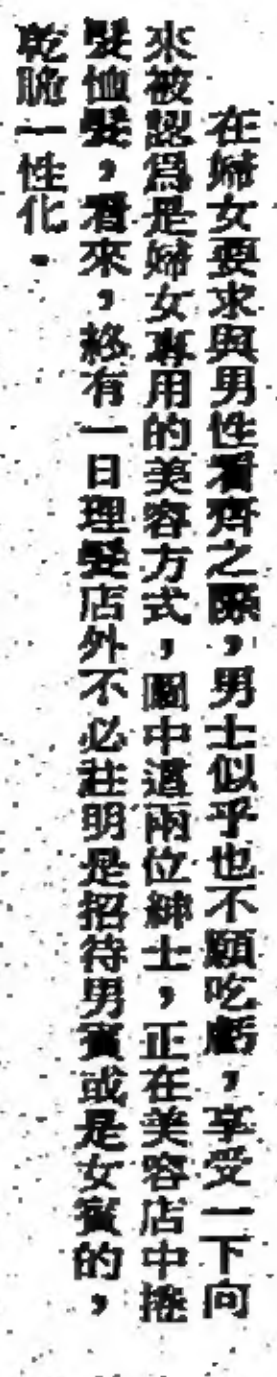 在婦女要求與男性看齊之際，男士似乎也不願吃虧，享受一下向
來被認爲是婦女專用的美容方式，圖中這兩位紳士，正在美容店中捲
髮恤髮，看來，終有一日理髮店外不必註明是招待男賓或是女賓的，
乾脆一性化．